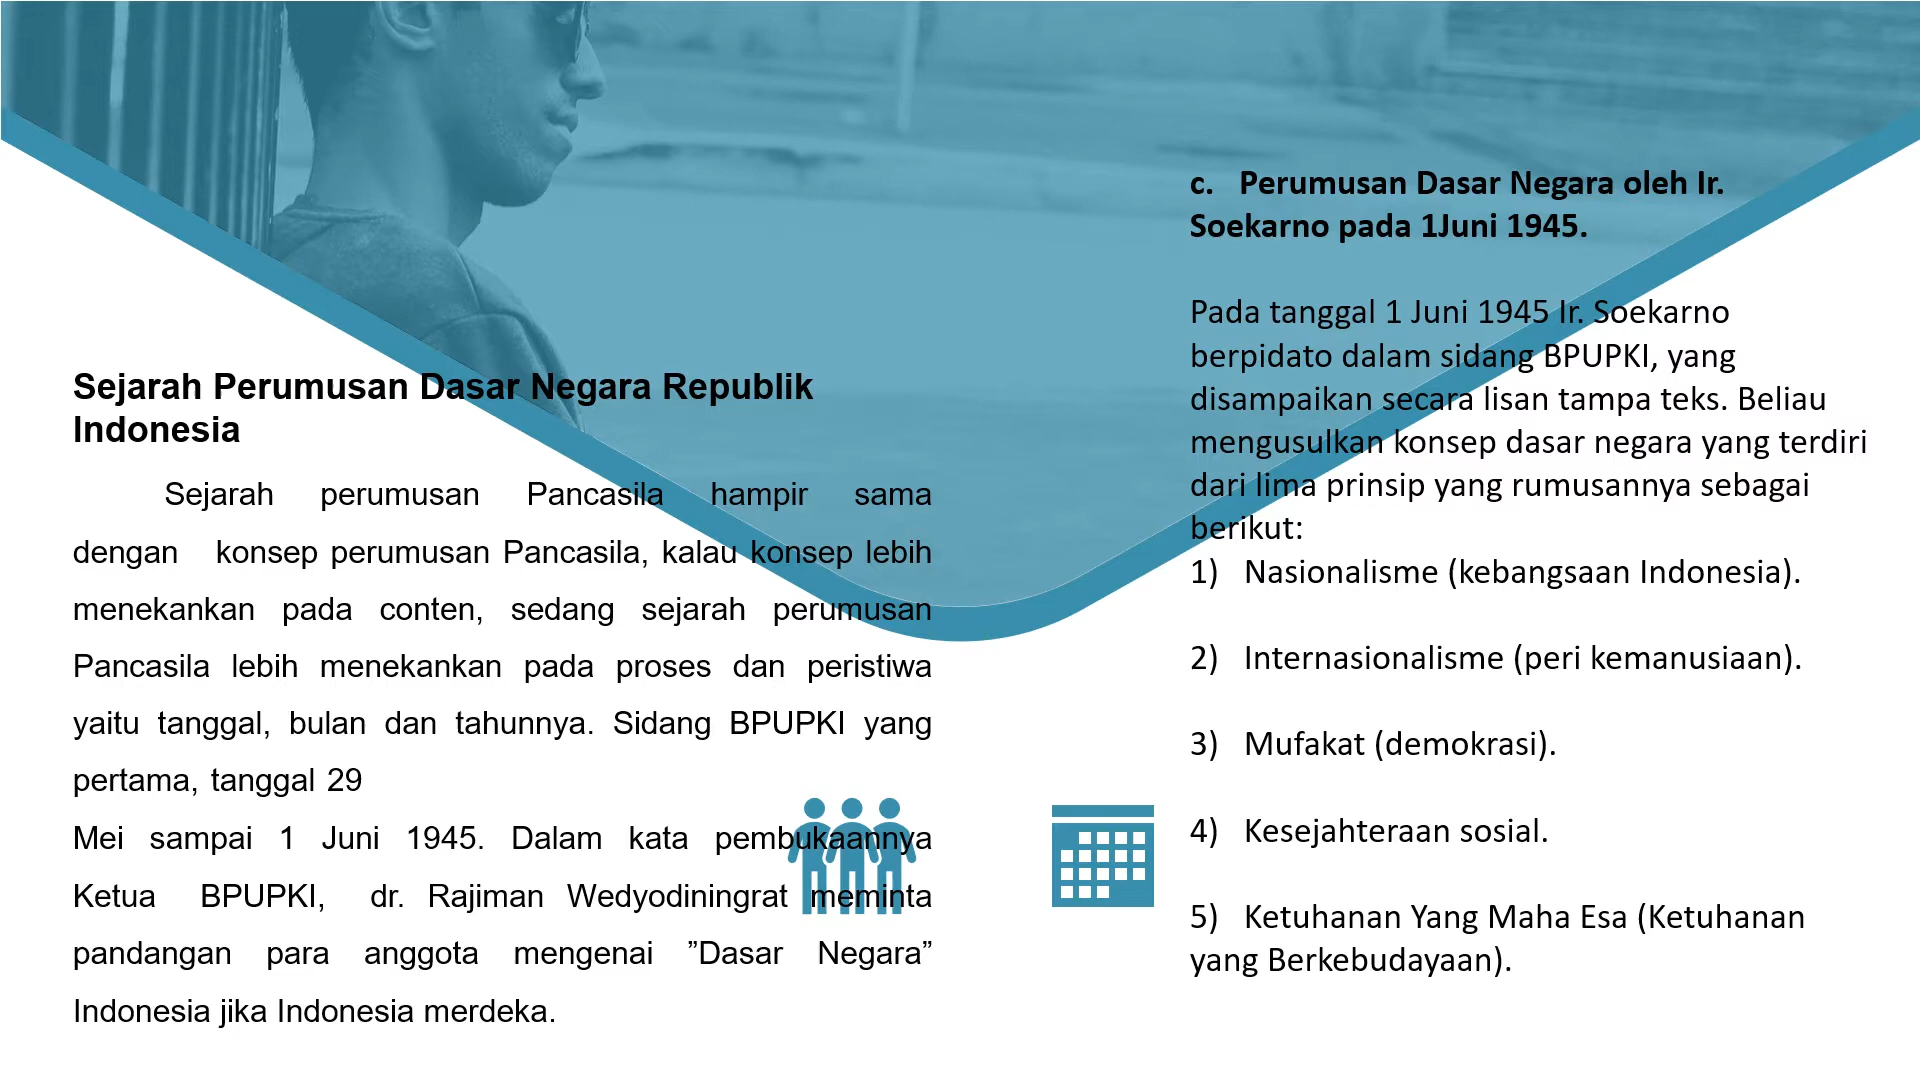 Sejarah Perumusan Dasar Negara Republik
Indonesia
Sejarah perumusan Pancasila hampir sama
dengan konsep perumusan Pancasila, kalau konsep lebih
menekankan pada conten, sedang sejarah perumusan
Pancasila lebih menekankan pada proses dan peristiwa
yaitu tanggal, bulan dan tahunnya. Sidang BPUPKI yang
pertama, tanggal 29
Mei sampai 1 Juni 1945. Dalam kata pembukaannya
Ketua BPUPKI, dr. Rajiman Wedyodiningrat meminta
pandangan para anggota mengenai ”Dasar Negara”
Indonesia jika Indonesia merdeka.
c. Perumusan Dasar Negara oleh Ir.
Soekarno pada 1Juni 1945.
Pada tanggal 1 Juni 1945 Ir. Soekarno
berpidato dalam sidang BPUPKI, yang
disampaikan secara lisan tampa teks. Beliau
mengusulkan konsep dasar negara yang terdiri
dari lima prinsip yang rumusannya sebagai
berikut:
1) Nasionalisme (kebangsaan Indonesia).
2) Internasionalisme (peri kemanusiaan).
3) Mufakat (demokrasi).
4) Kesejahteraan sosial.
5) Ketuhanan Yang Maha Esa (Ketuhanan
yang Berkebudayaan).